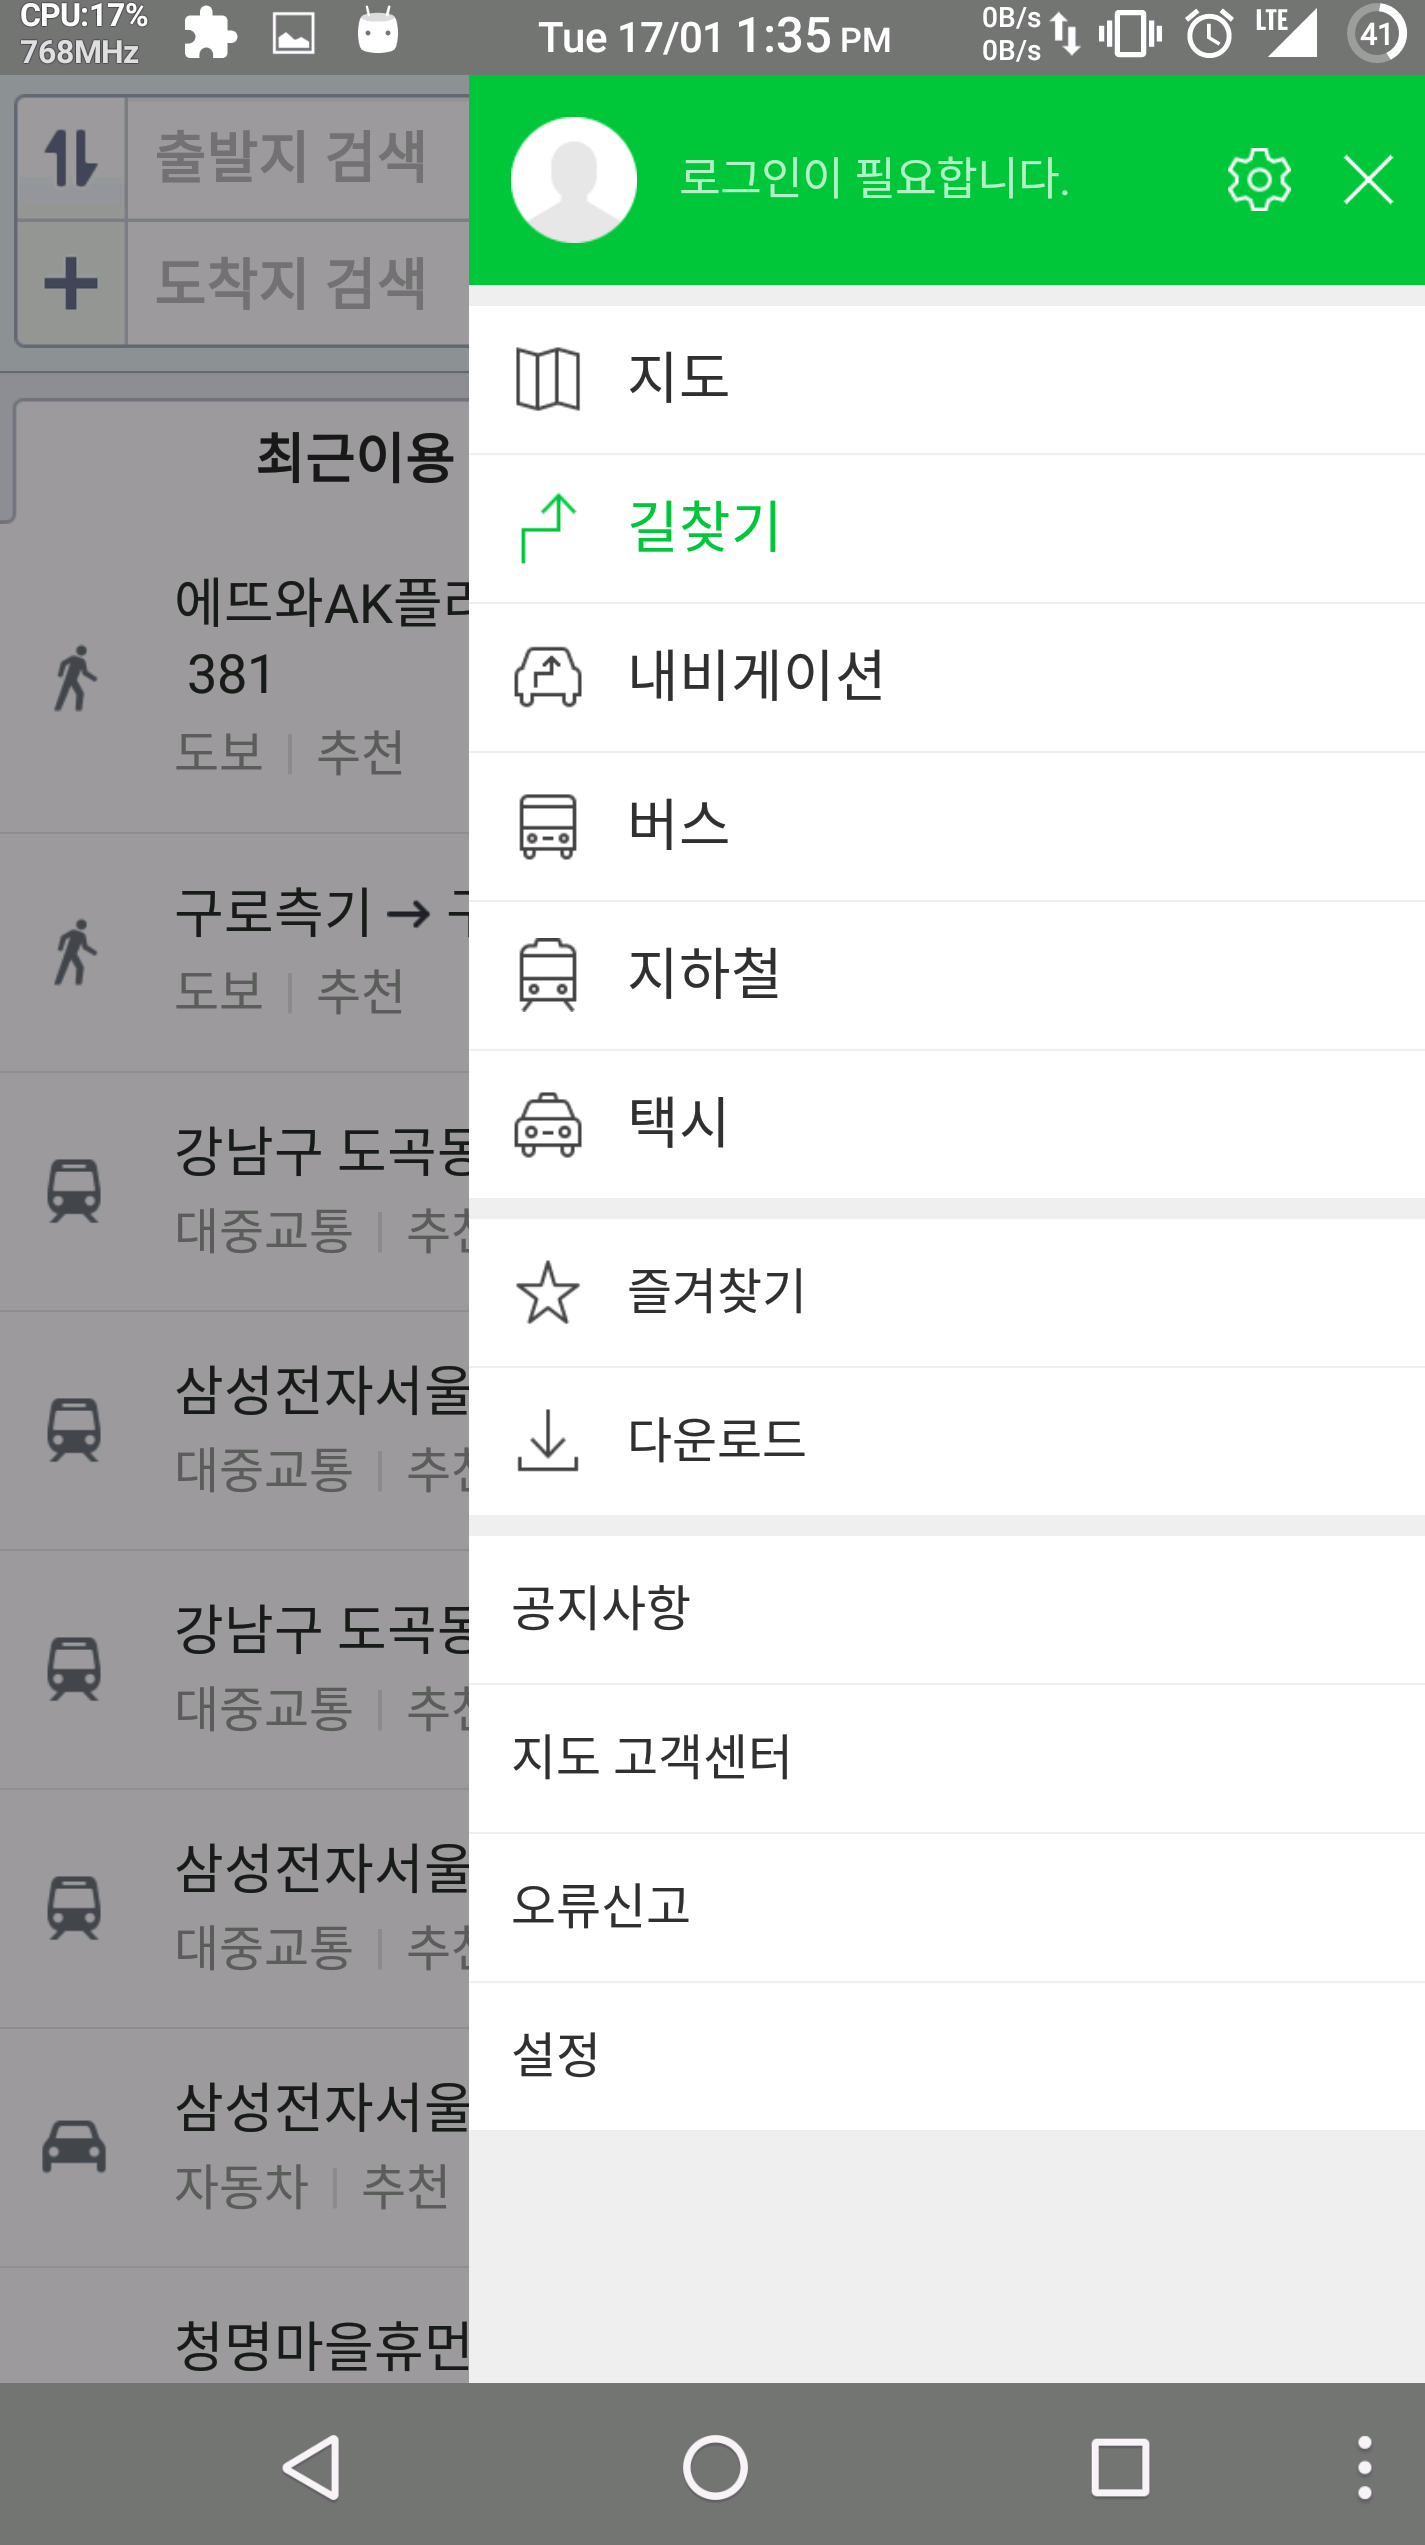 CPU:17%
768MHz
Tue 17/01 1:35 PM
0B/s
0B/s
LTE
41
출발지 검색
도착지 검색
최근이용
에뜨와AK플
381
도보 | 추천
구로측기 →
도보 | 추천
강남구 도곡동
대중교통 | 추천
삼성전자서울
대중교통 | 추천
강남구 도곡동
대중교통 | 추천
삼성전자서울
대중교통 | 추천
삼성전자서울
자동차 | 추천
청명마을휴먼
로그인이 필요합니다.
지도
길찾기
내비게이션
버스
지하철
택시
즐겨찾기
다운로드
공지사항
지도 고객센터
오류신고
설정